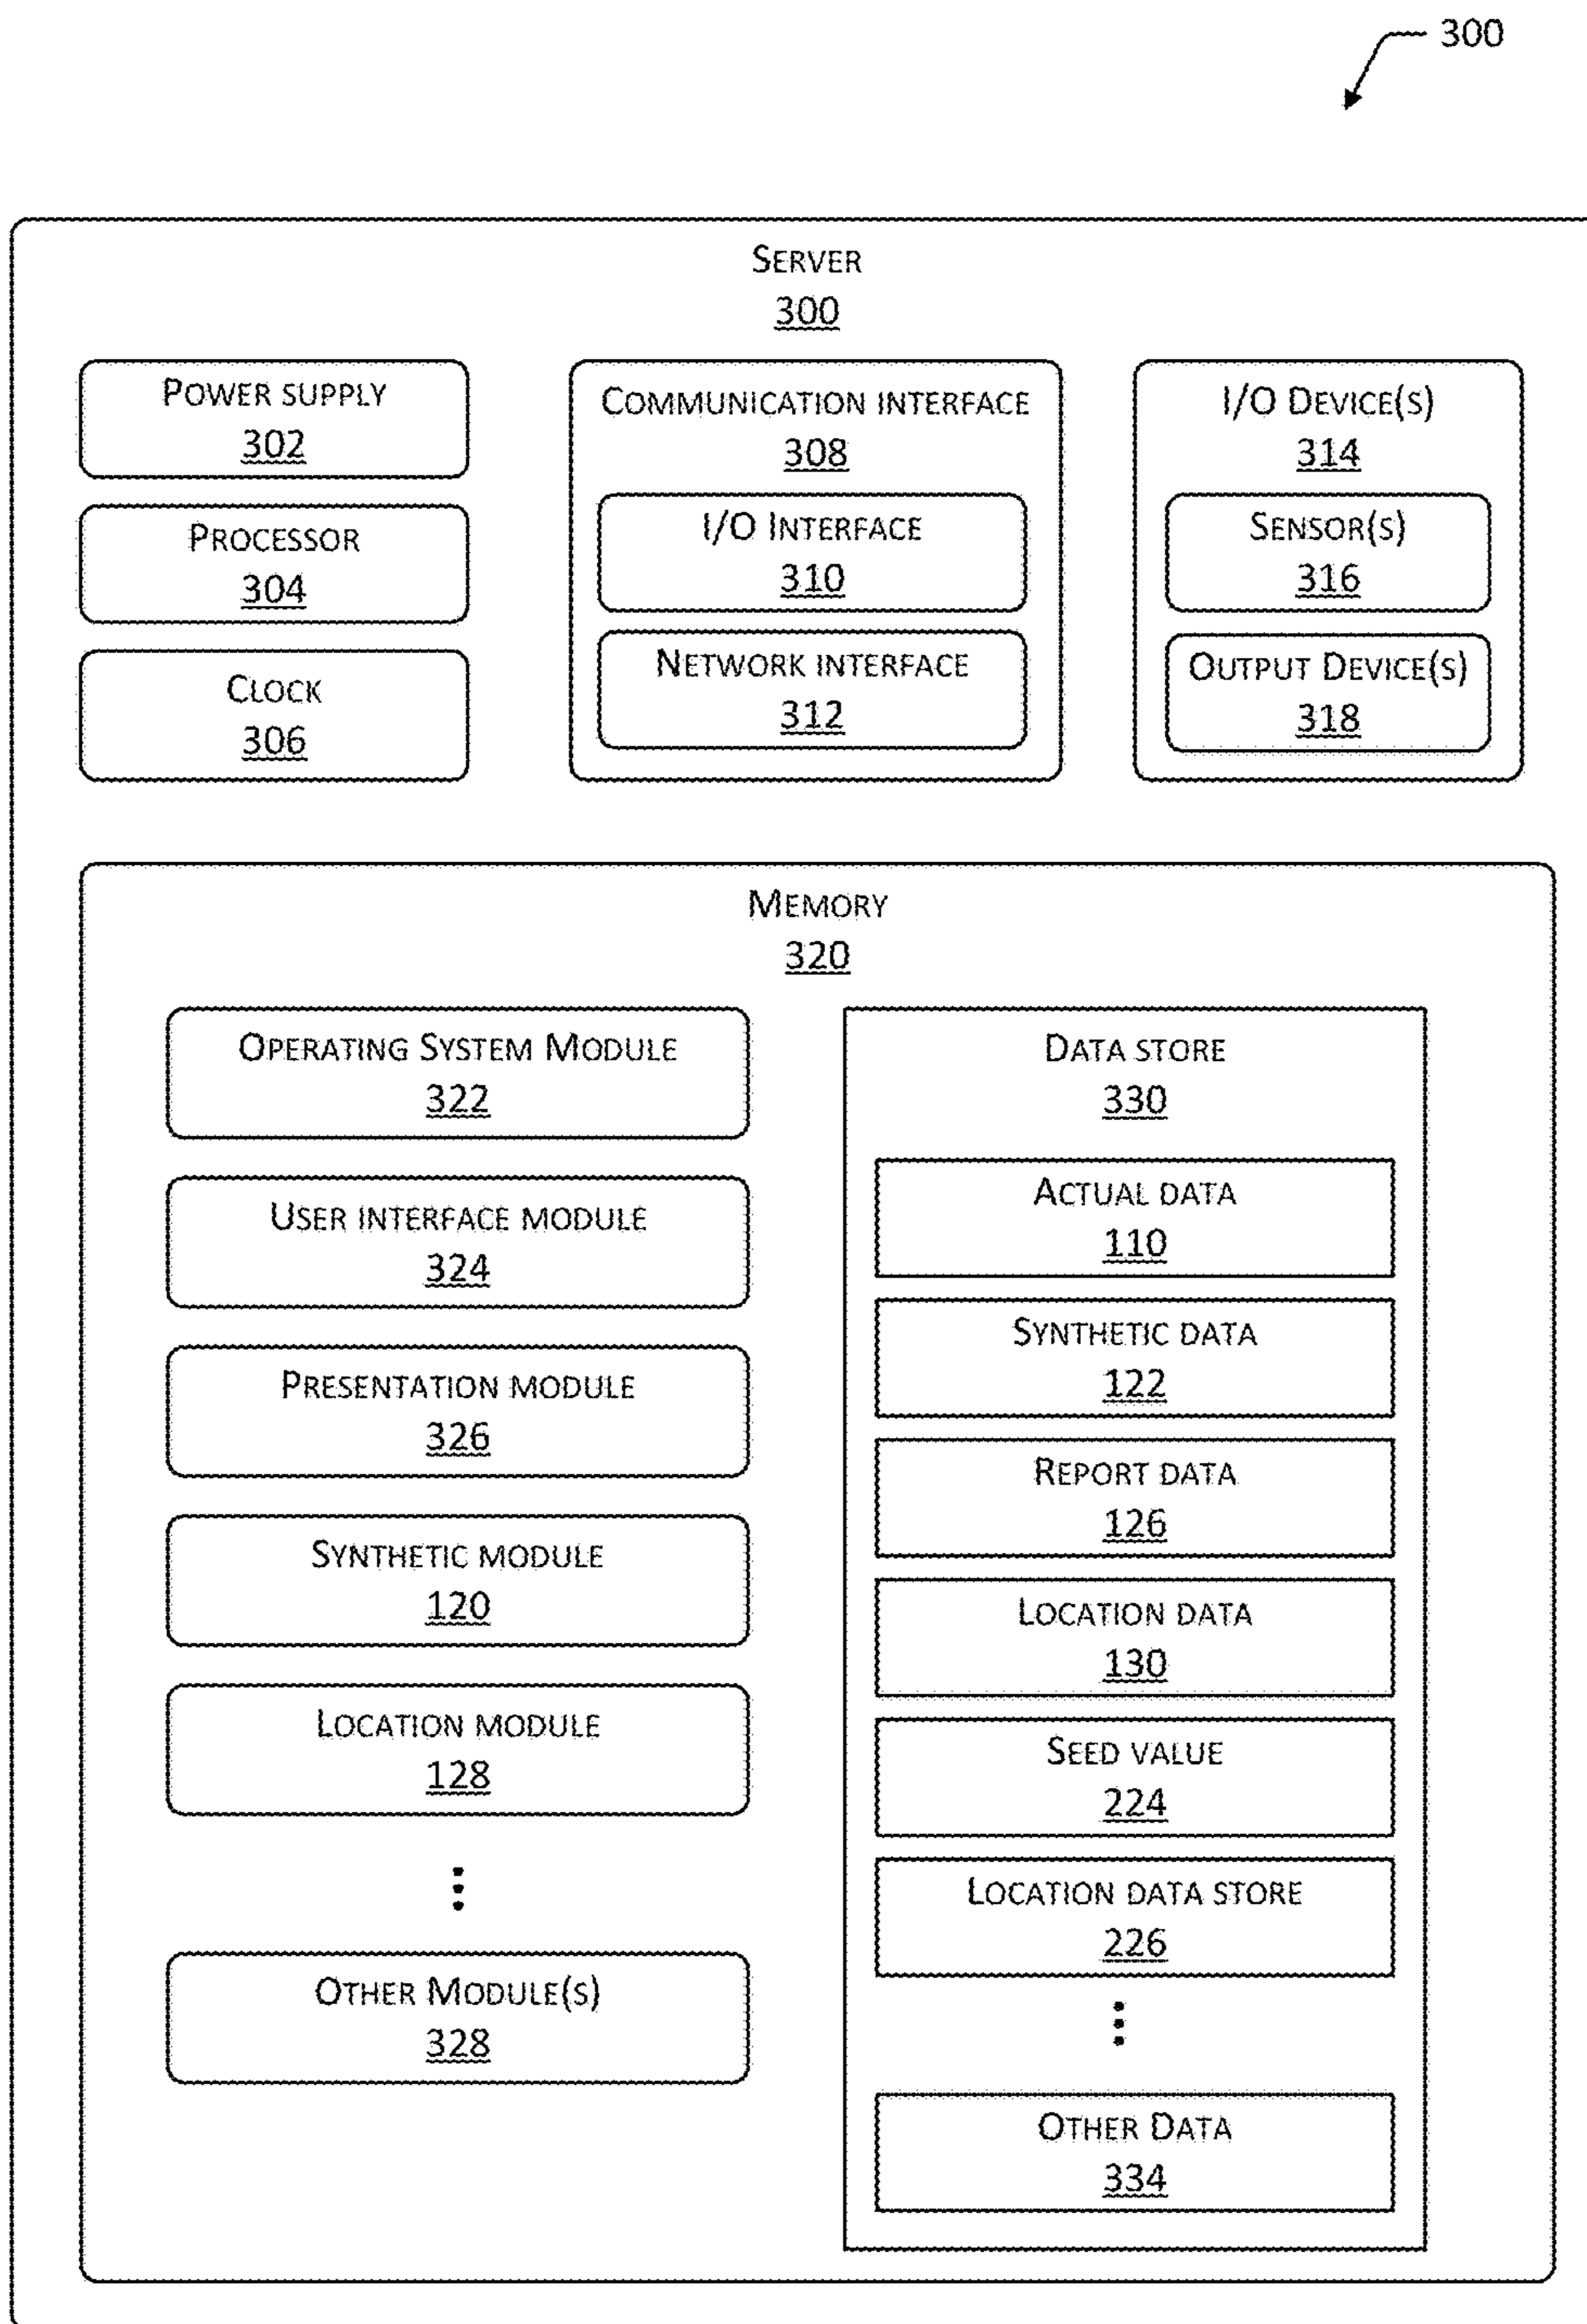 300
SERVER
300
POWER SUPPLY
302
PROCESSOR
304
CLOCK
306
COMMUNICATION INTERFACE
308
I/O INTERFACE
310
NETWORK INTERFACE
312
I/O DEVICE(S)
314
SENSOR(S)
316
OUTPUT DEVICE(S)
318
MEMORY
320
OPERATING SYSTEM MODULE
322
USER INTERFACE MODULE
324
PRESENTATION MODULE
326
SYNTHETIC MODULE
120
LOCATION MODULE
128
OTHER MODULE(S)
328
DATA STORE
330
ACTUAL DATA
110
SYNTHETIC DATA
122
REPORT DATA
126
LOCATION DATA
130
SEED VALUE
224
LOCATION DATA STORE
226
OTHER DATA
334